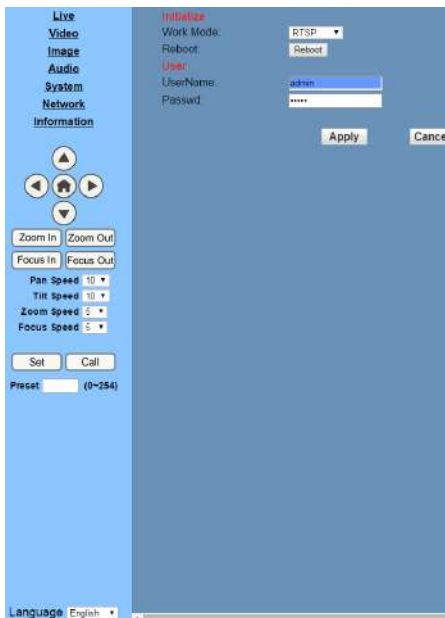 Live
Video
Image
Audio
System
Network
Information
Zoom In Zoom Out
Focus In Focus Out
Pan Speed 10
Tilt Speed 10
Zoom Speed 5
Focus Speed 5
Set Call
Preset (0~254)
Language English
Initialize
Work Mode: RTSP
Reboot: Reboot
User
UserName: admin
Passwd: •••••
Apply Cance